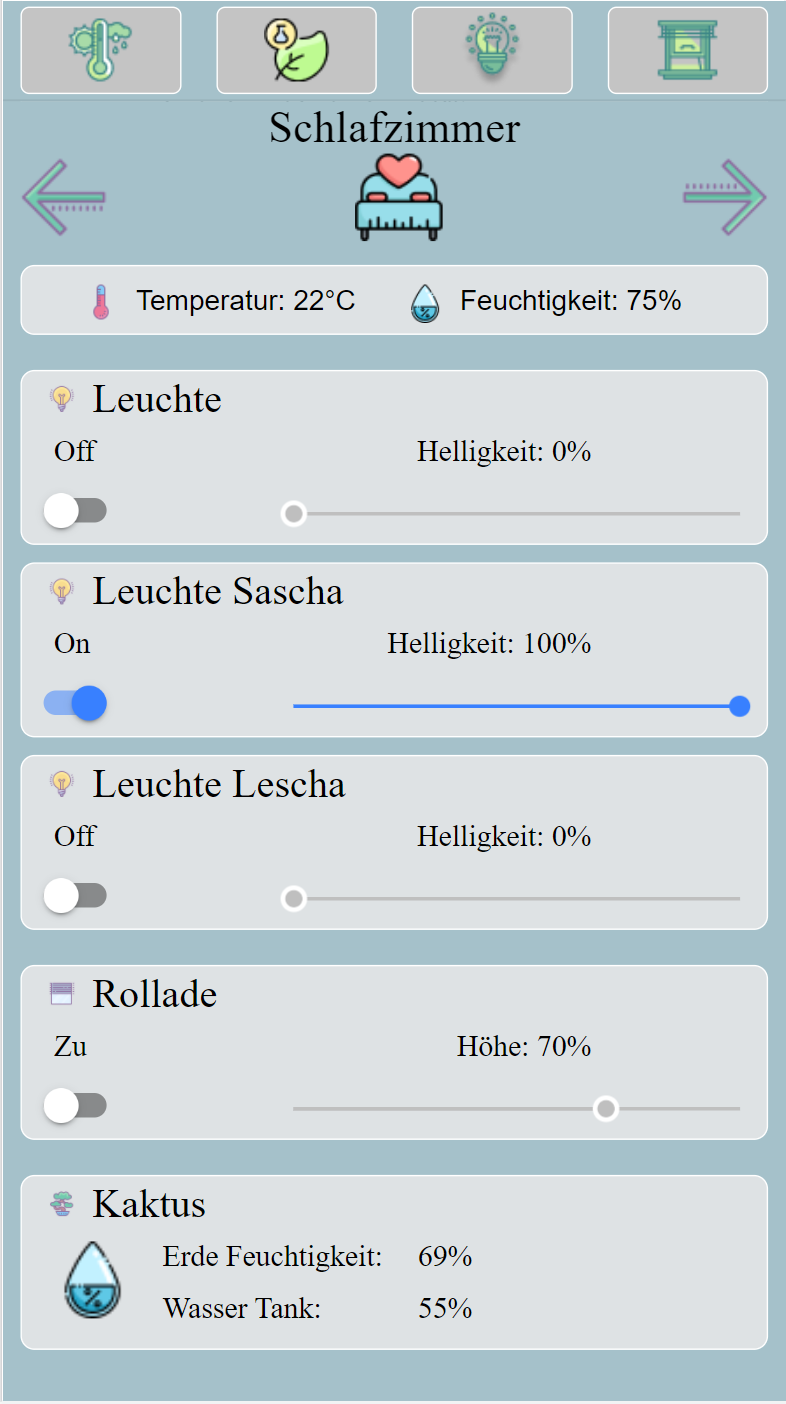 Schlafzimmer
Temperatur: 22°C Feuchtigkeit: 75%
Leuchte
Off Helligkeit: 0%
Leuchte Sascha
On Helligkeit: 100%
Leuchte Lescha
Off Helligkeit: 0%
Rollade
Zu Höhe: 70%
Kaktus
Erde Feuchtigkeit: 69%
Wasser Tank: 55%